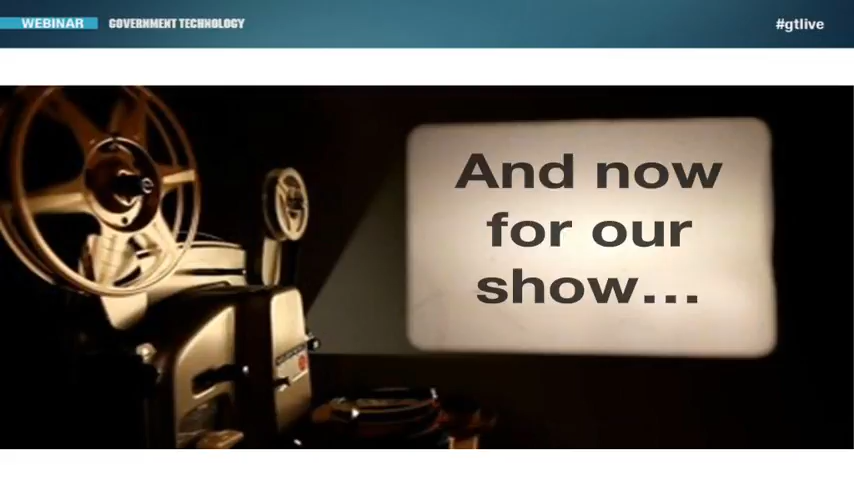 WEBINAR GOVERNMENT TECHNOLOGY #gtlive
And now
for our
show...